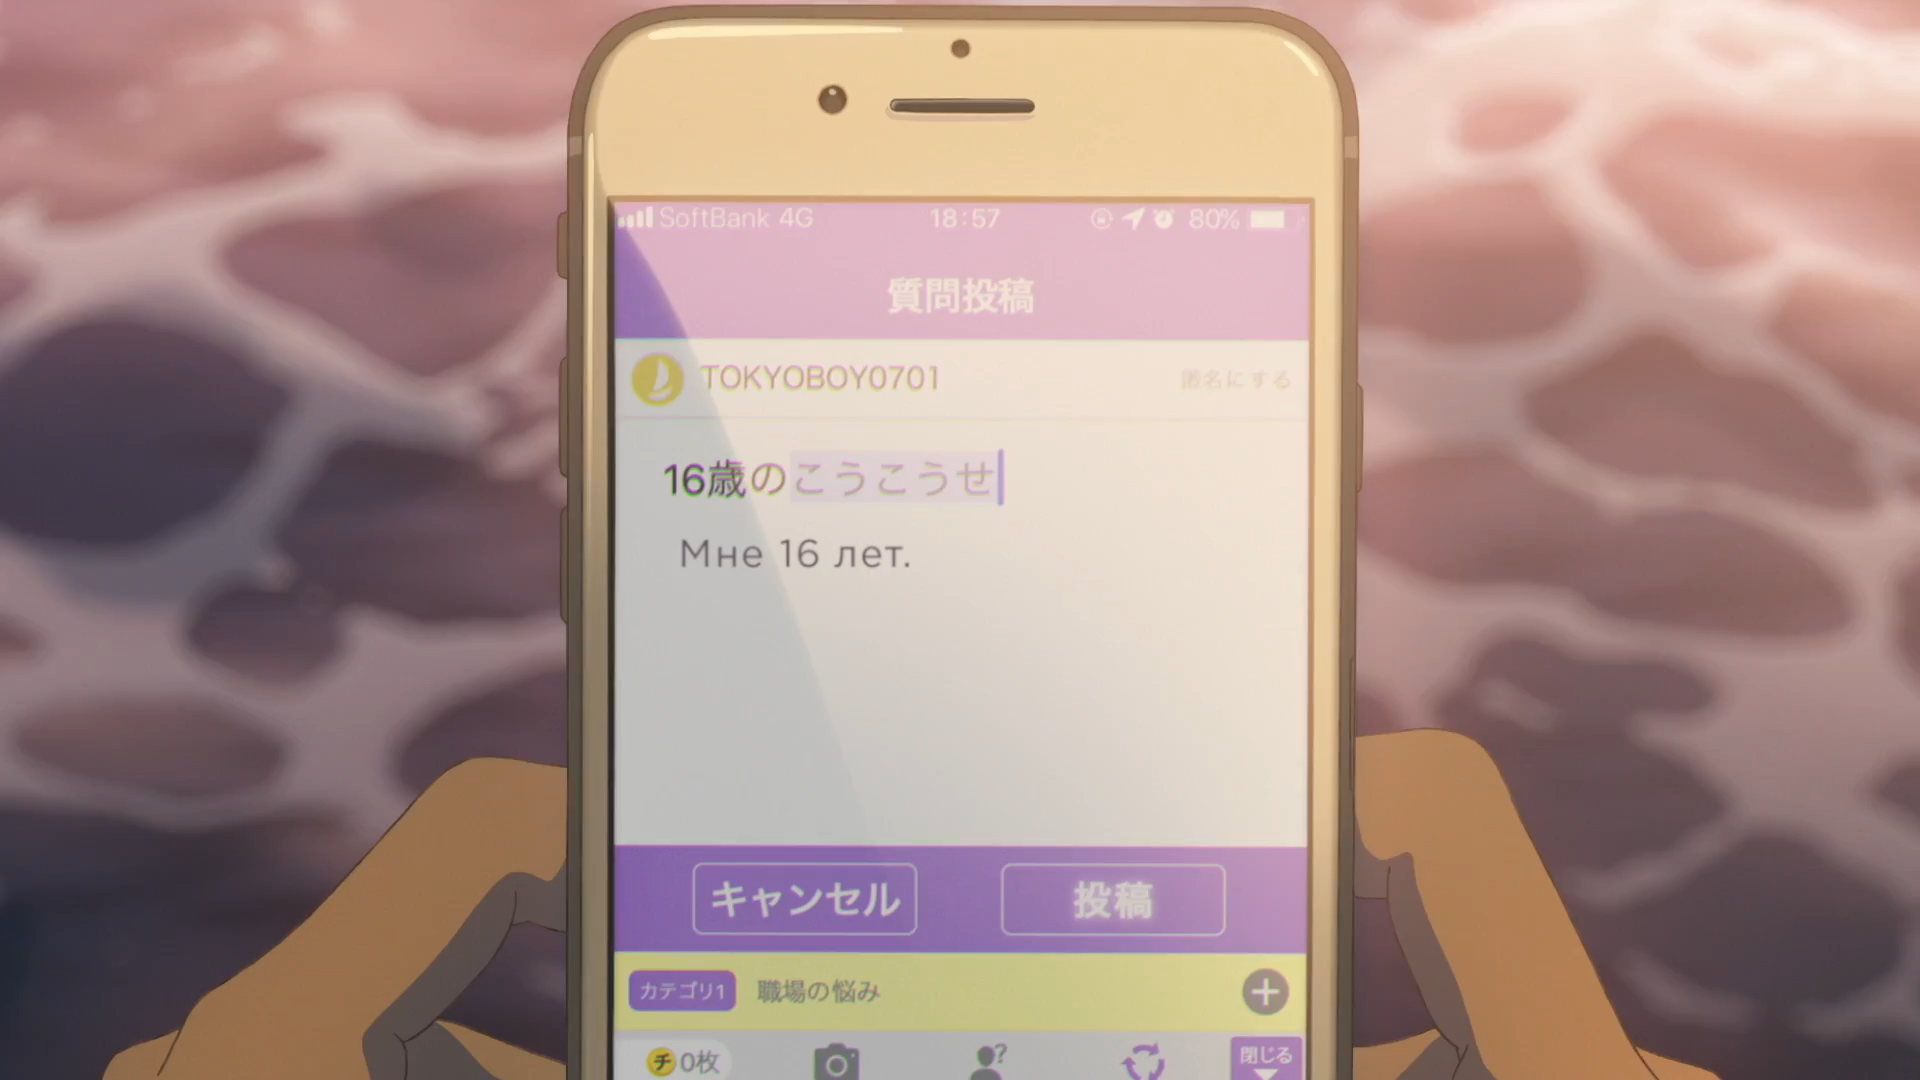 SoftBank 4G 18:57 80%
質問投稿
TOKYOBOY0701 匿名にする
16歳のこうこうせ
Мне 16 лет.
キャンセル 投稿
カテゴリ1 職場の悩み
チ 0枚 ? 閉じる